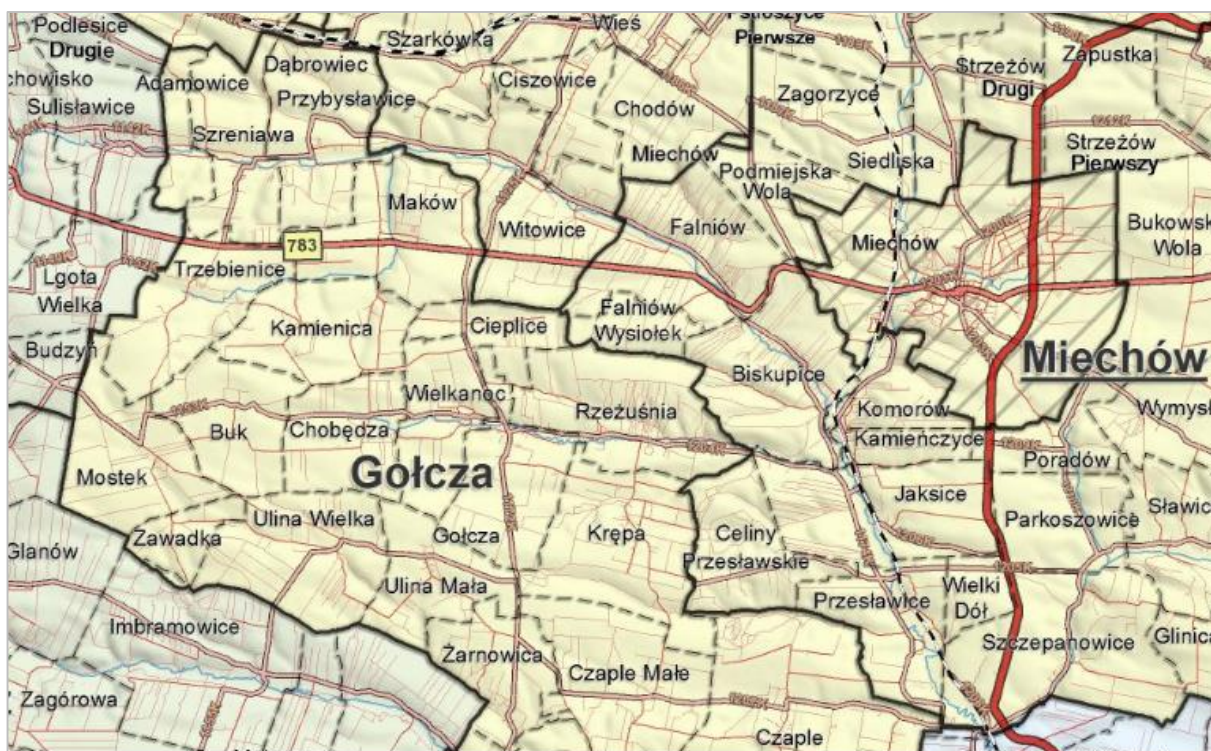 Podlesice
Drugie
Szarkówka
Wieś
Pierwsze
Zapustka
Adamowice
Dąbrowiec
Ciszowice
Strzeżów
Drugi
Sulisławice
Przybysławice
Chodów
Zagorzyce
Szreniawa
Strzeżów
Pierwszy
Miechów
Podmiejska
Wola
Siedliska
Maków
Witowice
Falniów
Miechów
Wola
783
Trzebienice
Lgota
Wielka
Kamienica
Cieplice
Falniów
Wysiołek
Budzyń
Miechów
Biskupice
Wielkanoc
Rzeżuśnia
Komorów
Buk
Chobędza
Kamieńczyce
Poradów
Mostek
Gołcza
Jaksice
Ulina Wielka
Gołcza
Krępa
Celiny
Przesławskie
Parkoszowice
Zawadka
Glanów
1205K
Ulina Mała
Przesławice
Wielki
Dół
Imbramowice
Szczepanowice
Żarnowica
Czaple Małe
Zagórowa
Czaple